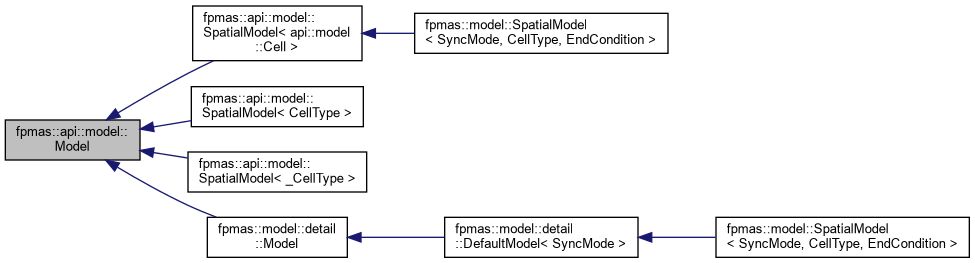 fpmas::api::model::
SpatialModel< api::model
::Cell >
fpmas::model::SpatialModel
< SyncMode, CellType, EndCondition >
fpmas::api::model::
SpatialModel< CellType >
fpmas::api::model::
Model
fpmas::api::model::
SpatialModel< _CellType >
fpmas::model::detail
::Model
fpmas::model::detail
::DefaultModel< SyncMode >
fpmas::model::SpatialModel
< SyncMode, CellType, EndCondition >